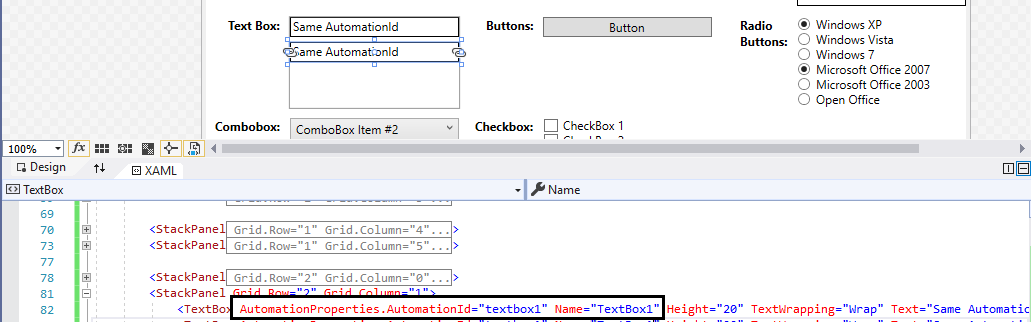 Text Box: Same AutomationId Buttons: Button Radio Buttons: Windows XP
Windows Vista
Same AutomationId
Windows 7
Microsoft Office 2007
Microsoft Office 2003
Open Office
Combobox: ComboBox Item #2 Checkbox: CheckBox 1
100% fx
Design XAML
TextBox Name
69
70 <StackPanel Grid.Row="1" Grid.Column="4"...>
73 <StackPanel Grid.Row="1" Grid.Column="5"...>
77
78 <StackPanel Grid.Row="2" Grid.Column="0"...>
81 <StackPanel Grid.Row="2" Grid.Column="1">
82 <TextBox AutomationProperties.AutomationId="textbox1" Name="TextBox1" Height="20" TextWrapping="Wrap" Text="Same Automatic